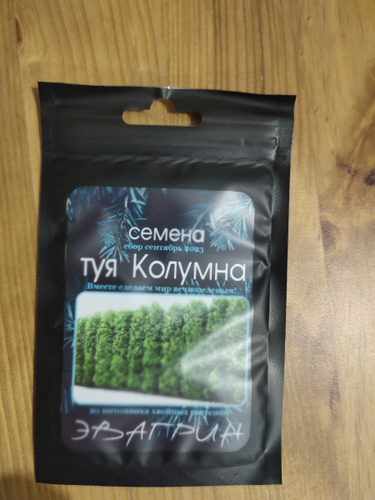 семена
сбор сентябрь 2023
туя Колумна
Вместе сделаем мир вечнозеленым!
из питомника хвойных растений
ЭВАГРИН